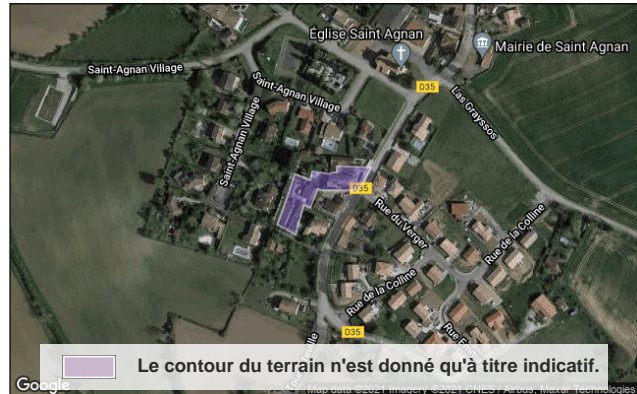 Église Saint Agnan
Mairie de Saint Agnan
Saint-Agnan Village
Saint-Agnan Village
D35
Las Grayssos
Saint-Agnan Village
D35
Rue du Verger
Rue de la Colline
Rue de la Colline
D35
Rue
Le contour du terrain n'est donné qu'à titre indicatif.
Google
Map data ©2021 Imagery ©2021 CNES / Airbus, Maxar Technologies